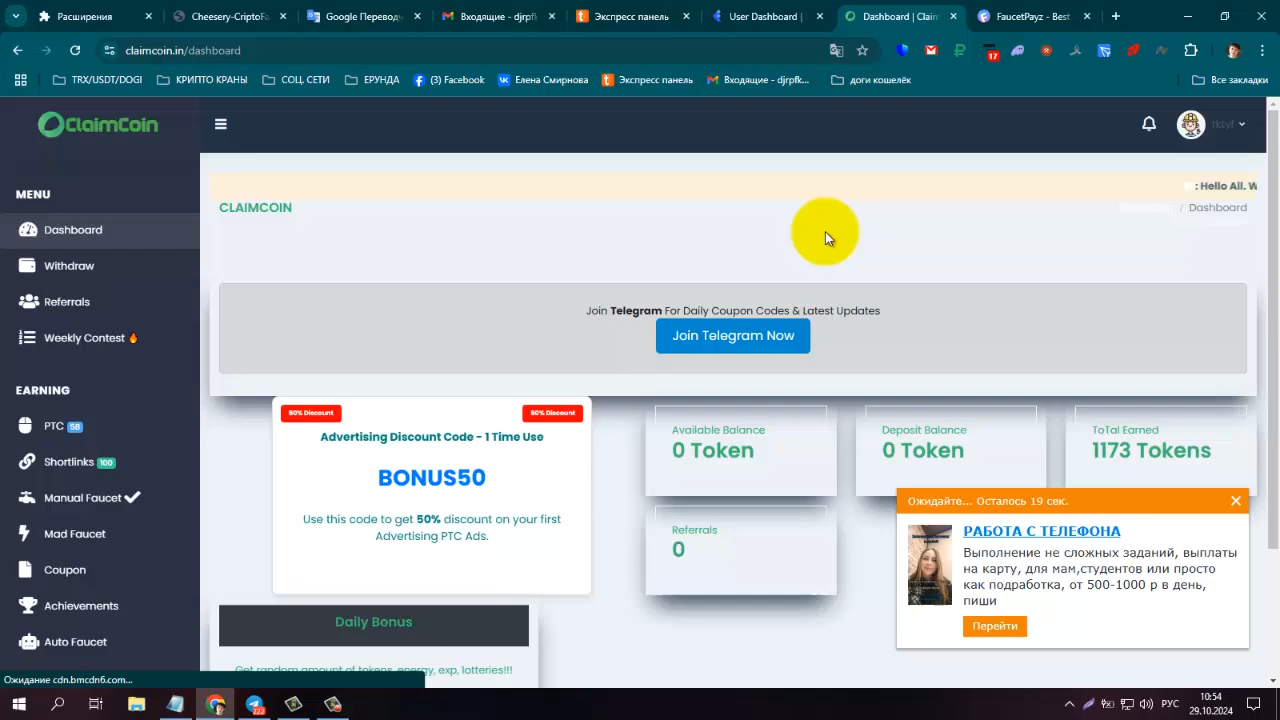 Экспресс п
Cheesery-CriptoFa
Google Перевод
Входящие - djrpfk
Экспресс панель
User Dashboard |
Dashboard | Claim
FaucetPayz - Best
claimcoin.in/dashboard
17
TRX/USDT/DOGI
КРИПТО КРАНЫ
СОЦ. СЕТИ
ЕРУНДА
(3) Facebook
Елена Смирнова
Экспресс панель
Входящие – djrpfk...
доги кошелёк
Все закладки
ClaimCoin
rktyf
MENU
: Hello All. W
CLAIMCOIN
/ Dashboard
Dashboard
Withdraw
Referrals
Weekly Contest
Join Telegram For Daily Coupon Codes & Latest Updates
Join Telegram Now
EARNING
PTC 58
Shortlinks 100
Manual Faucet
Mad Faucet
Coupon
Achievements
Auto Faucet
50% Discount
50% Discount
Advertising Discount Code - 1 Time Use
BONUS50
Use this code to get 50% discount on your first
Advertising PTC Ads.
Available Balance
0 Token
Deposit Balance
0 Token
ToTal Earned
1173 Tokens
Referrals
0
Ожидайте... Осталось 19 сек.
РАБОТА С ТЕЛЕФОНА
Выполнение не сложных заданий, выплаты
на карту, для мам,студентов или просто
как подработка, от 500-1000 р в день,
пиши
Перейти
Daily Bonus
Get random amount of tokens, energy, exp, lotteries!!!
Ожидание cdn.bmcdn6.com...
223
РУС
10:54
29.10.2024